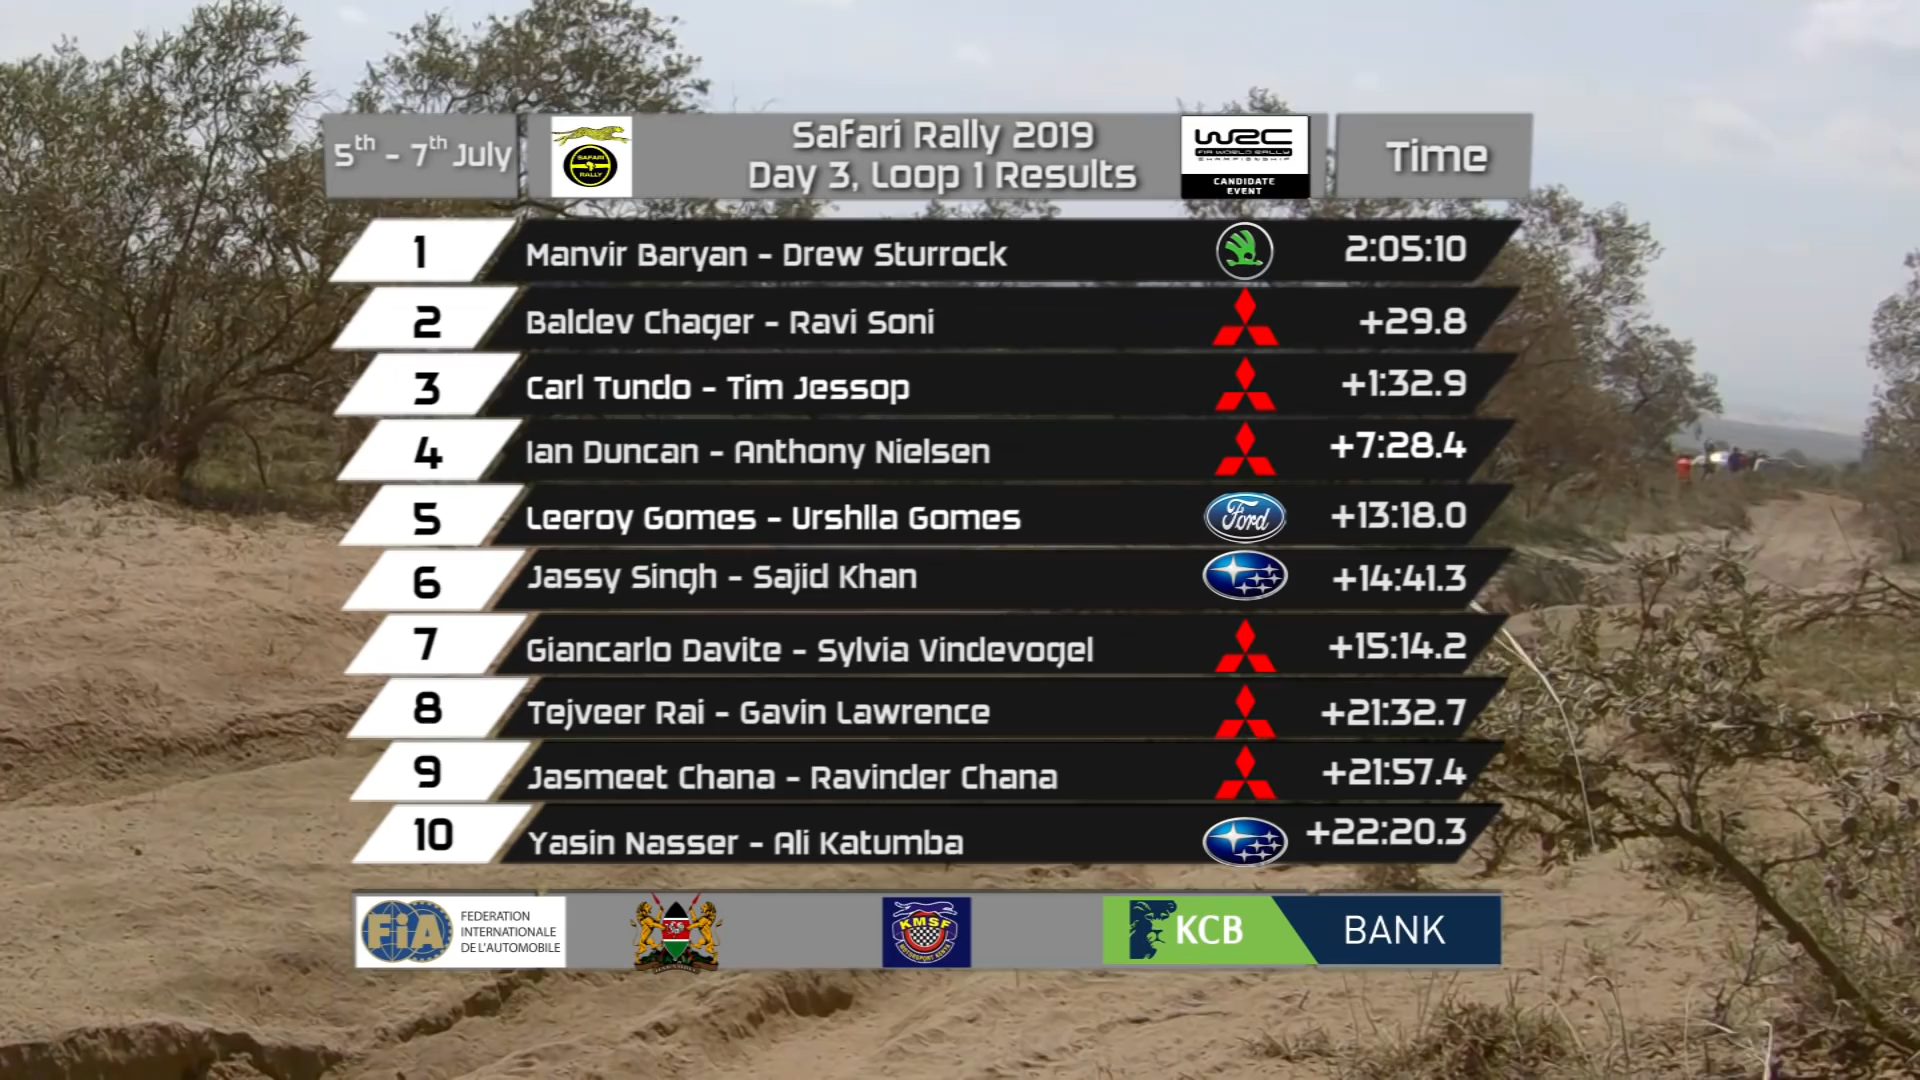 5th - 7th July
SAFARI
RALLY
Safari Rally 2019
Day 3, Loop 1 Results
WRC
FIA WORLD RALLY
CHAMPIONSHIP
CANDIDATE
EVENT
Time
1 Manvir Baryan - Drew Sturrock 2:05:10
2 Baldev Chager - Ravi Soni +29.8
3 Carl Tundo - Tim Jessop +1:32.9
4 Ian Duncan - Anthony Nielsen +7:28.4
5 Leeroy Gomes - Urshlla Gomes Ford +13:18.0
6 Jassy Singh - Sajid Khan +14:41.3
7 Giancarlo Davite - Sylvia Vindevogel +15:14.2
8 Tejveer Rai - Gavin Lawrence +21:32.7
9 Jasmeet Chana - Ravinder Chana +21:57.4
10 Yasin Nasser - Ali Katumba +22:20.3
FIA
FEDERATION
INTERNATIONALE
DE L'AUTOMOBILE
KMSF
MOTORSPORT KENYA
KCB BANK